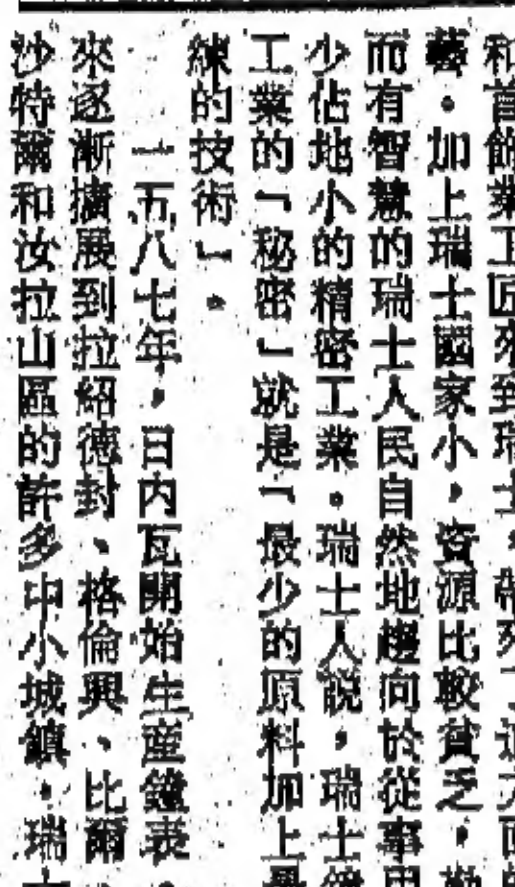 和首飾業工匠來到瑞士，帶來了
藝。加上瑞士國家小，資源比較貧乏，勤
而有智慧的瑞士人民自然地趨向於從事用
少佔地小的精密工業。瑞士人說，瑞士鐘
工業的「秘密」就是「最少的原料加上最
練的技術」。
一五八七年，日內瓦開始生産鐘表，
來逐漸擴展到拉紹德封、格倫興、比爾、
沙特爾和汝拉山區的許多中小城鎮。瑞士